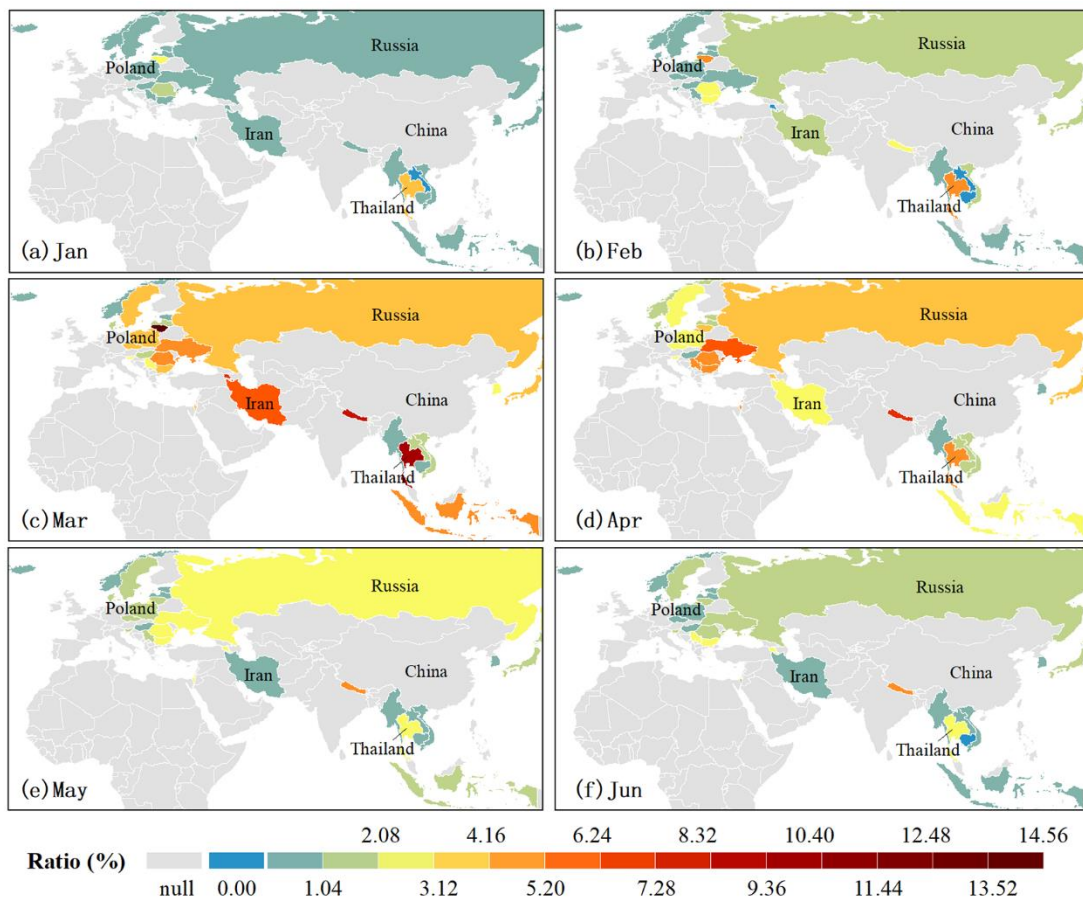 Russia
Poland
Iran
China
Thailand
(a)Jan
Russia
Poland
Iran
China
Thailand
(b)Feb
Russia
Poland
Iran
China
Thailand
(c)Mar
Russia
Poland
Iran
China
Thailand
(d)Apr
Russia
Poland
Iran
China
Thailand
(e)May
Russia
Poland
Iran
China
Thailand
(f)Jun
2.08 4.16 6.24 8.32 10.40 12.48 14.56
Ratio (%)
null 0.00 1.04 3.12 5.20 7.28 9.36 11.44 13.52